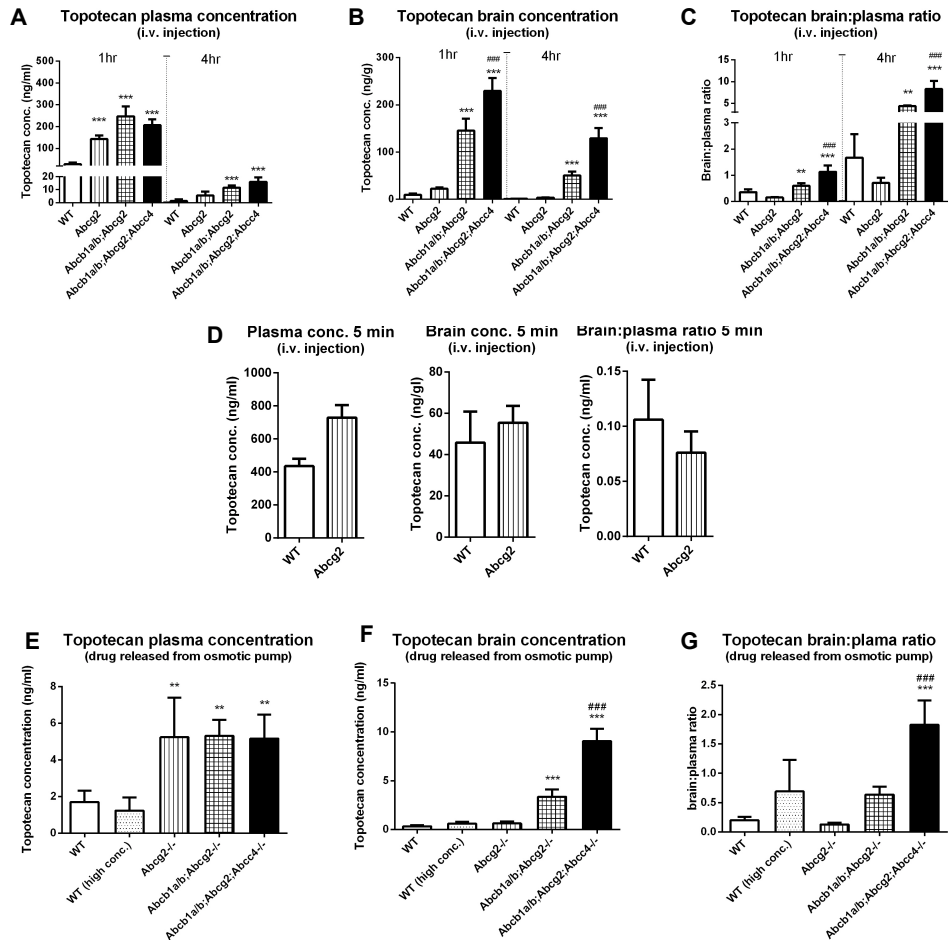 A
Topotecan plasma concentration
(i.v. injection)
1hr
4hr
Topotecan conc. (ng/ml)
500
400
300
200
100
20
10
0
***
***
***
***
***
WT
Abcg2
Abcb1a/b;Abcg2
Abcb1a/b;Abcg2;Abcc4
WT
Abcg2
Abcb1a/b;Abcg2
Abcb1a/b;Abcg2;Abcc4
B
Topotecan brain concentration
(i.v. injection)
1hr
4hr
Topotecan conc. (ng/g)
300
200
100
0
***
###
***
***
###
***
WT
Abcg2
Abcb1a/b;Abcg2
Abcb1a/b;Abcg2;Abcc4
WT
Abcg2
Abcb1a/b;Abcg2
Abcb1a/b;Abcg2;Abcc4
C
Topotecan brain:plasma ratio
(i.v. injection)
1hr
4hr
Brain:plasma ratio
15
10
5
3
2
1
0
**
###
***
**
###
***
WT
Abcg2
Abcb1a/b;Abcg2
Abcb1a/b;Abcg2;Abcc4
WT
Abcg2
Abcb1a/b;Abcg2
Abcb1a/b;Abcg2;Abcc4
D
Plasma conc. 5 min
(i.v. injection)
Topotecan conc. (ng/ml)
1000
800
600
400
200
0
WT
Abcg2
Brain conc. 5 min
(i.v. injection)
Topotecan conc. (ng/gl)
80
60
40
20
0
WT
Abcg2
Brain:plasma ratio 5 min
(i.v. injection)
Topotecan conc. (ng/ml)
0.15
0.10
0.05
0.00
WT
Abcg2
E
Topotecan plasma concentration
(drug released from osmotic pump)
Topotecan concentration (ng/ml)
8
6
4
2
0
**
**
**
WT
WT (high conc.)
Abcg2-/-
Abcb1a/b;Abcg2-/-
Abcb1a/b;Abcg2;Abcc4-/-
F
Topotecan brain concentration
(drug released from osmotic pump)
Topotecan concentration (ng/ml)
15
10
5
0
***
###
***
WT
WT (high conc.)
Abcg2-/-
Abcb1a/b;Abcg2-/-
Abcb1a/b;Abcg2;Abcc4-/-
G
Topotecan brain:plama ratio
(drug released from osmotic pump)
brain:plasma ratio
2.5
2.0
1.5
1.0
0.5
0.0
###
***
WT
WT (high conc.)
Abcg2-/-
Abcb1a/b;Abcg2-/-
Abcb1a/b;Abcg2;Abcc4-/-